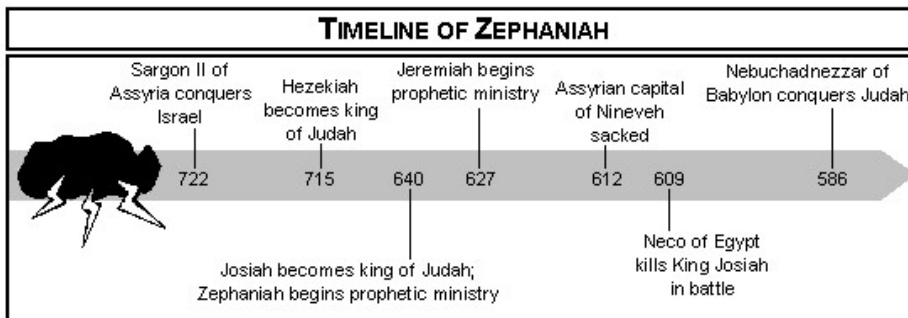 TIMELINE OF ZEPHANIAH
Sargon II of
Assyria conquers
Israel
Hezekiah
becomes king
of Judah
Jeremiah begins
prophetic ministry
Assyrian capital
of Nineveh
sacked
Nebuchadnezzar of
Babylon conquers Judah
722 715 640 627 612 609 586
Josiah becomes king of Judah;
Zephaniah begins prophetic ministry
Neco of Egypt
kills King Josiah
in battle